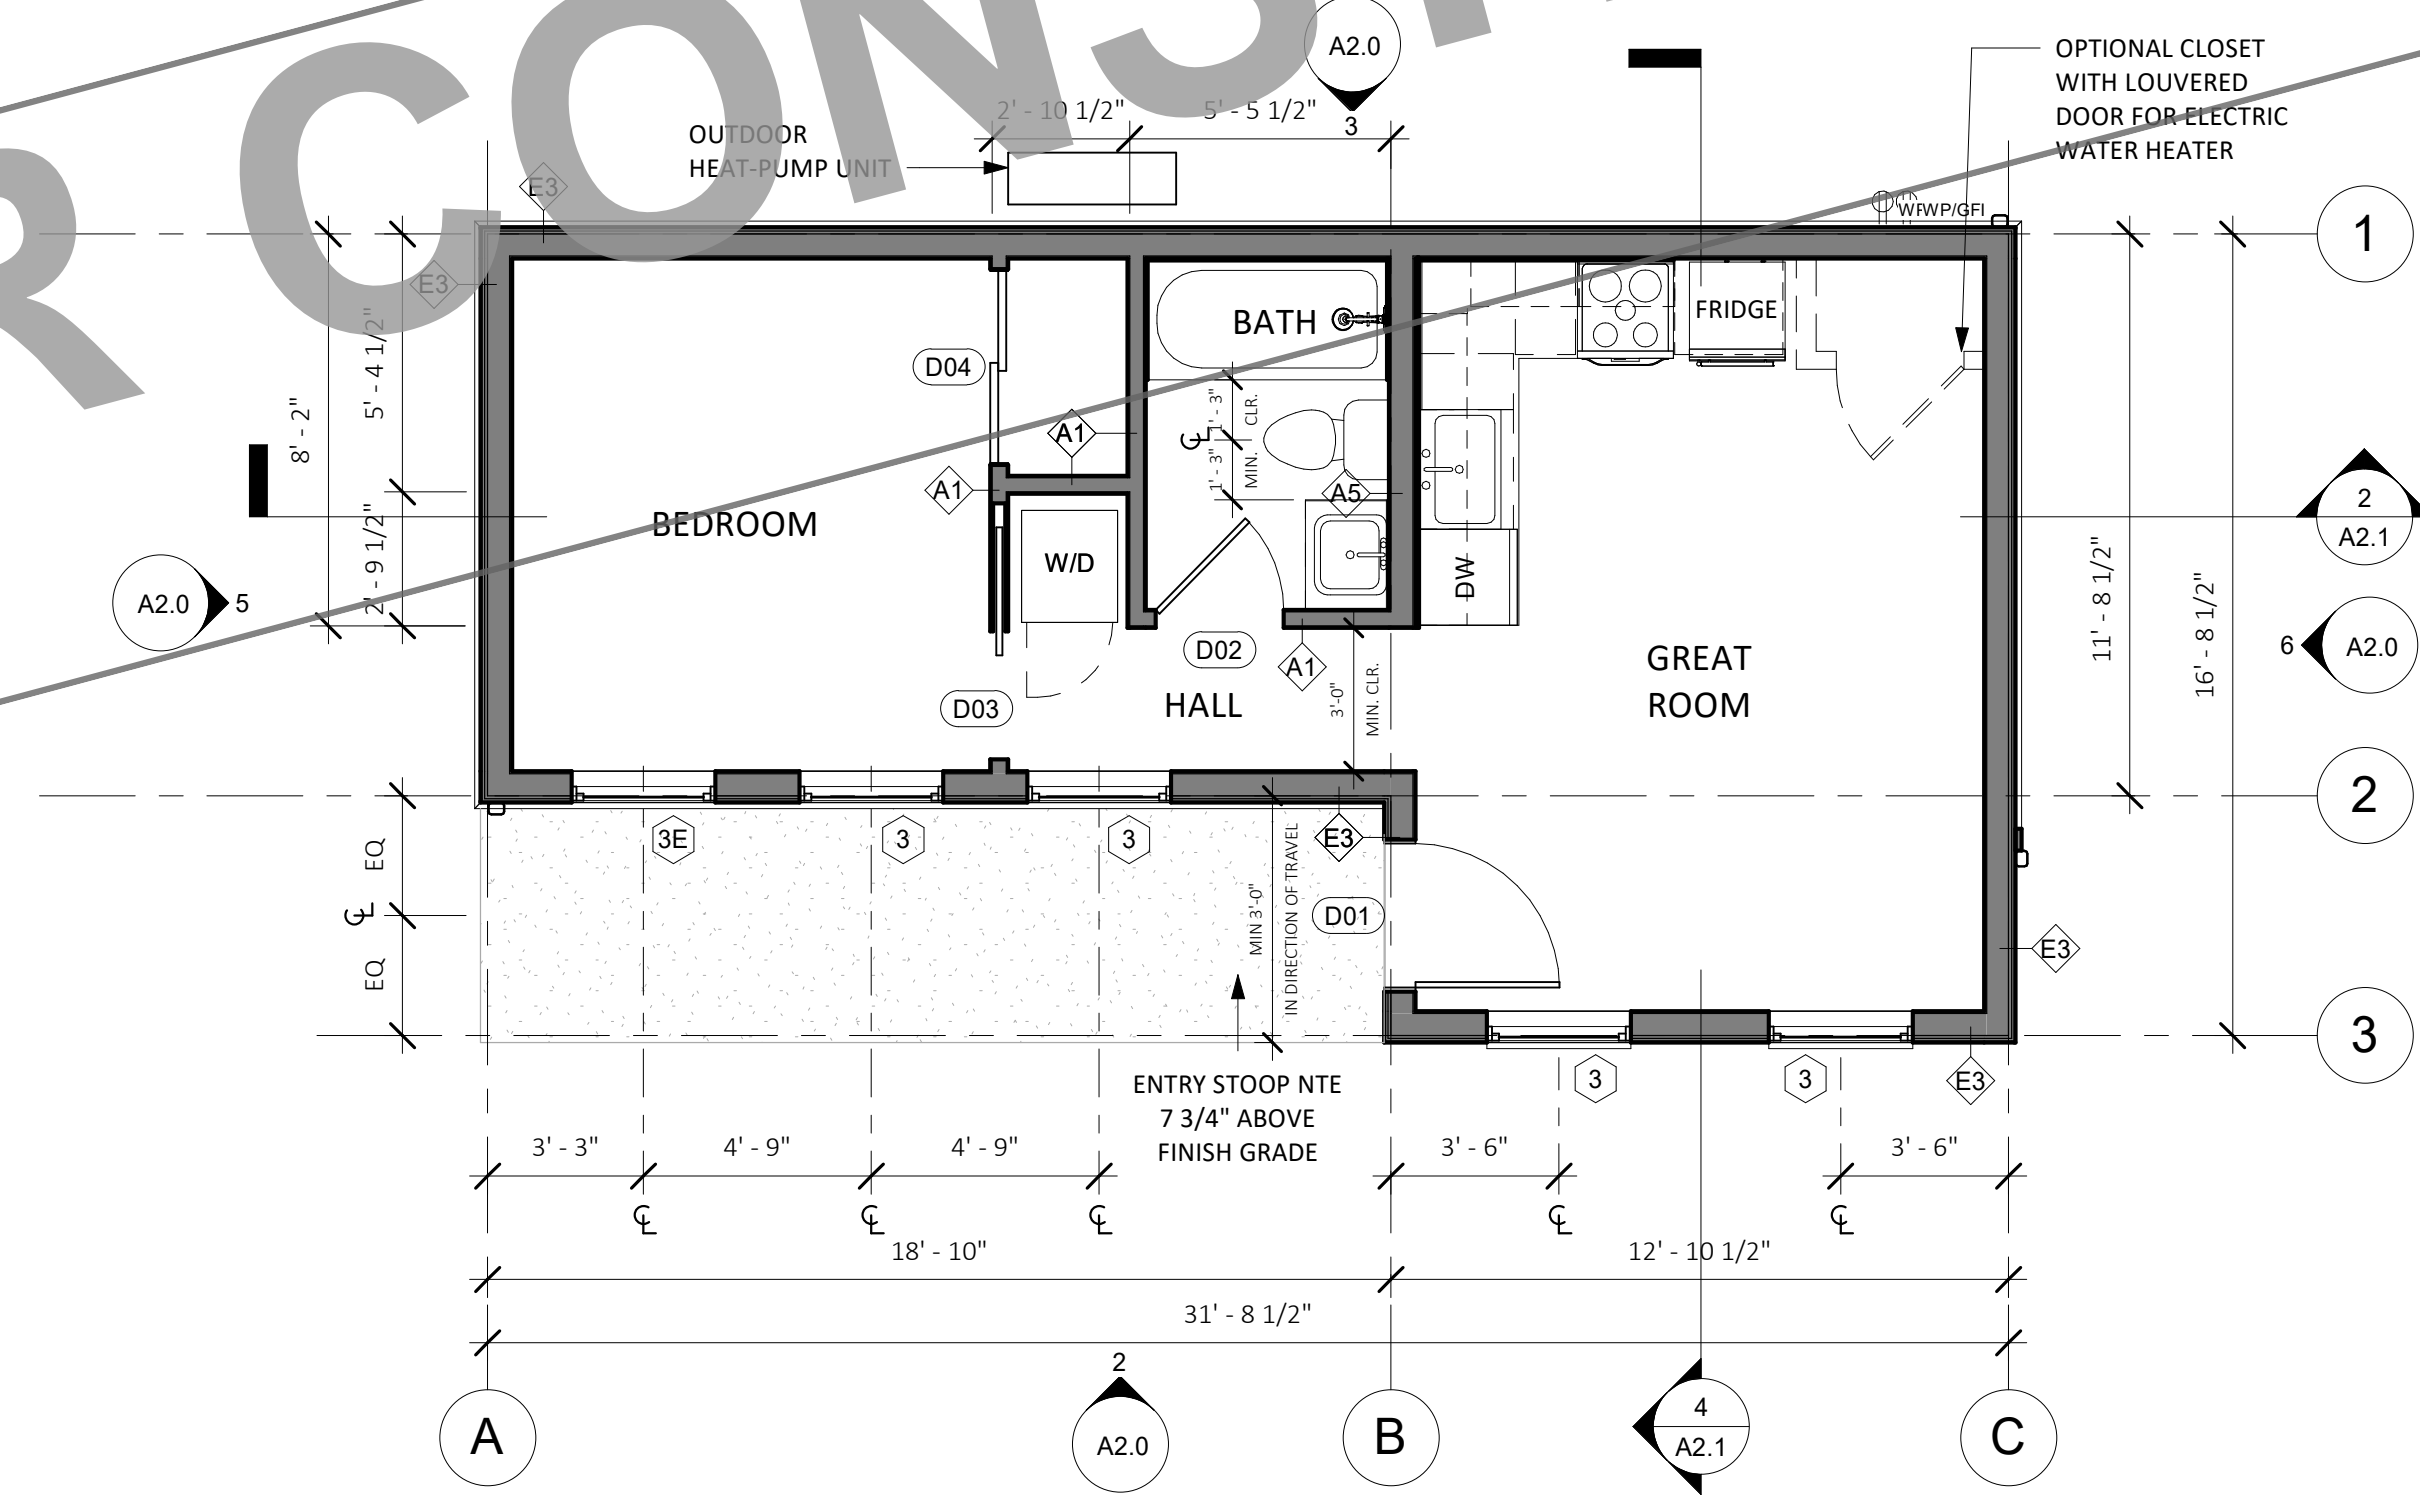 R CONS
A2.0
3
OPTIONAL CLOSET
WITH LOUVERED
DOOR FOR ELECTRIC
WATER HEATER
2' - 10 1/2"
5' - 5 1/2"
OUTDOOR
HEAT-PUMP UNIT
E3
WP/GFI
1
E3
8' - 2"
5' - 4 1/2"
2' - 9 1/2"
BATH
FRIDGE
D04
1' - 3"
MIN. CLR.
1' - 3"
A1
A1
A5
BEDROOM
W/D
DW
2
A2.1
11' - 8 1/2"
16' - 8 1/2"
A2.0
5
D02
A1
GREAT
ROOM
6
A2.0
D03
HALL
3'-0"
MIN. CLR.
2
3E
3
3
E3
EQ
℄
EQ
MIN 3'-0"
IN DIRECTION OF TRAVEL
D01
E3
3
ENTRY STOOP NTE
7 3/4" ABOVE
FINISH GRADE
3
3
E3
3' - 3"
4' - 9"
4' - 9"
3' - 6"
3' - 6"
℄
℄
℄
℄
℄
18' - 10"
12' - 10 1/2"
31' - 8 1/2"
2
A2.0
4
A2.1
A
B
C